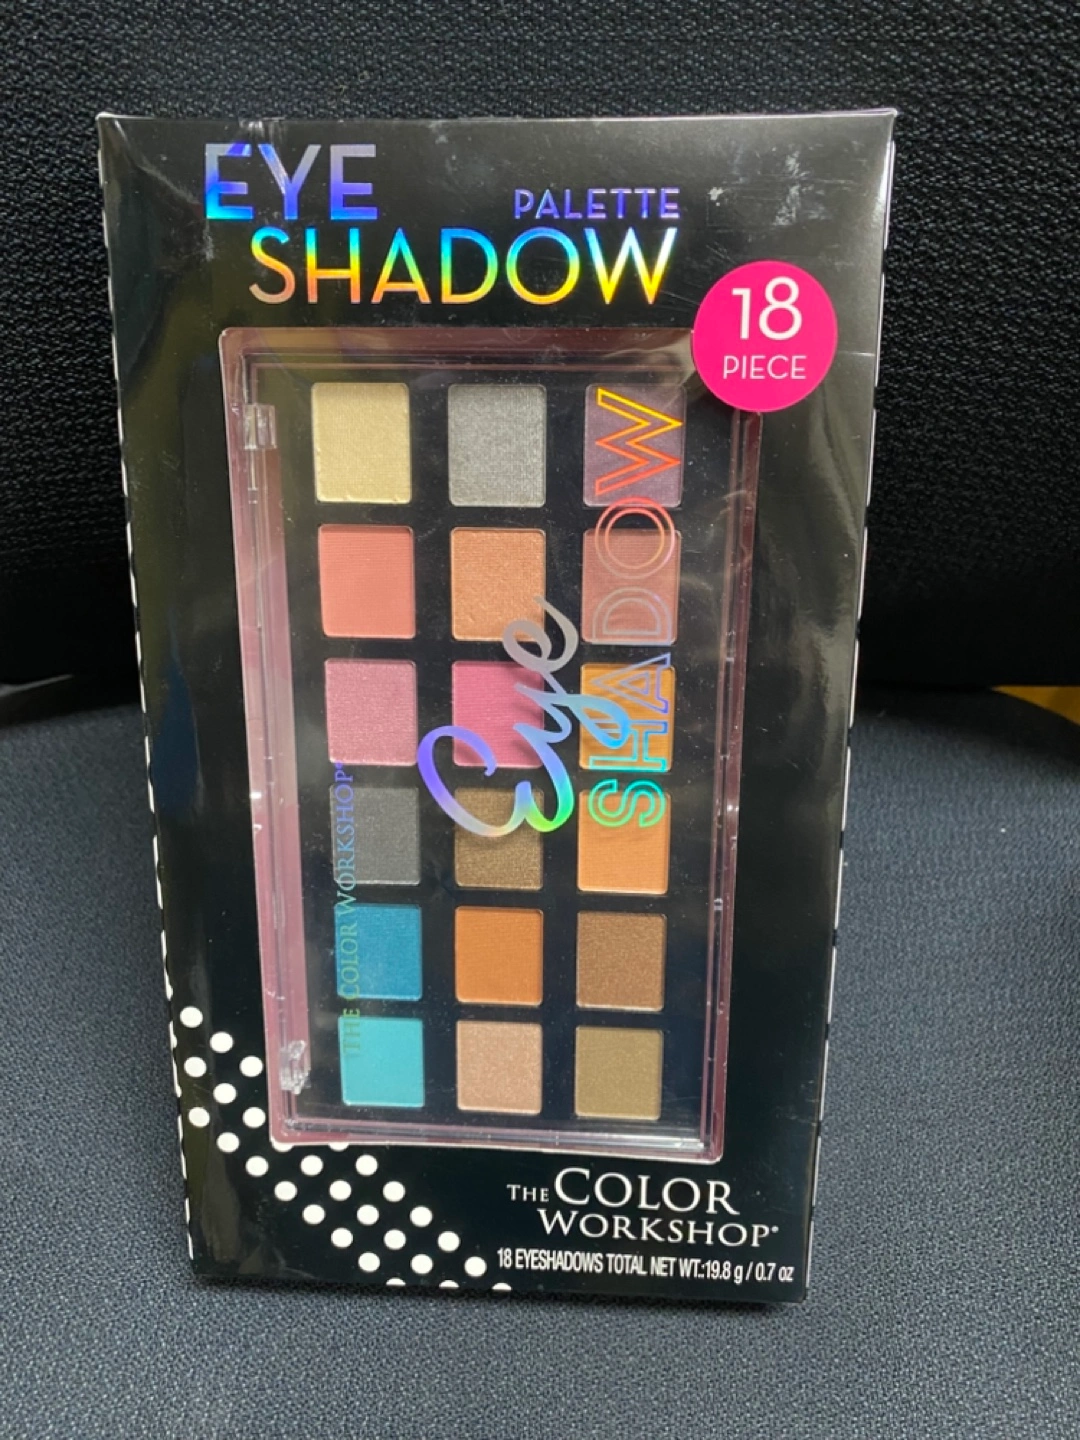 EYE
PALETTE
SHADOW
18
PIECE
Eye
SHADOW
THE COLOR WORKSHOP®
THE COLOR
WORKSHOP®
18 EYESHADOWS TOTAL NET WT.:19.8 g / 0.7 oz